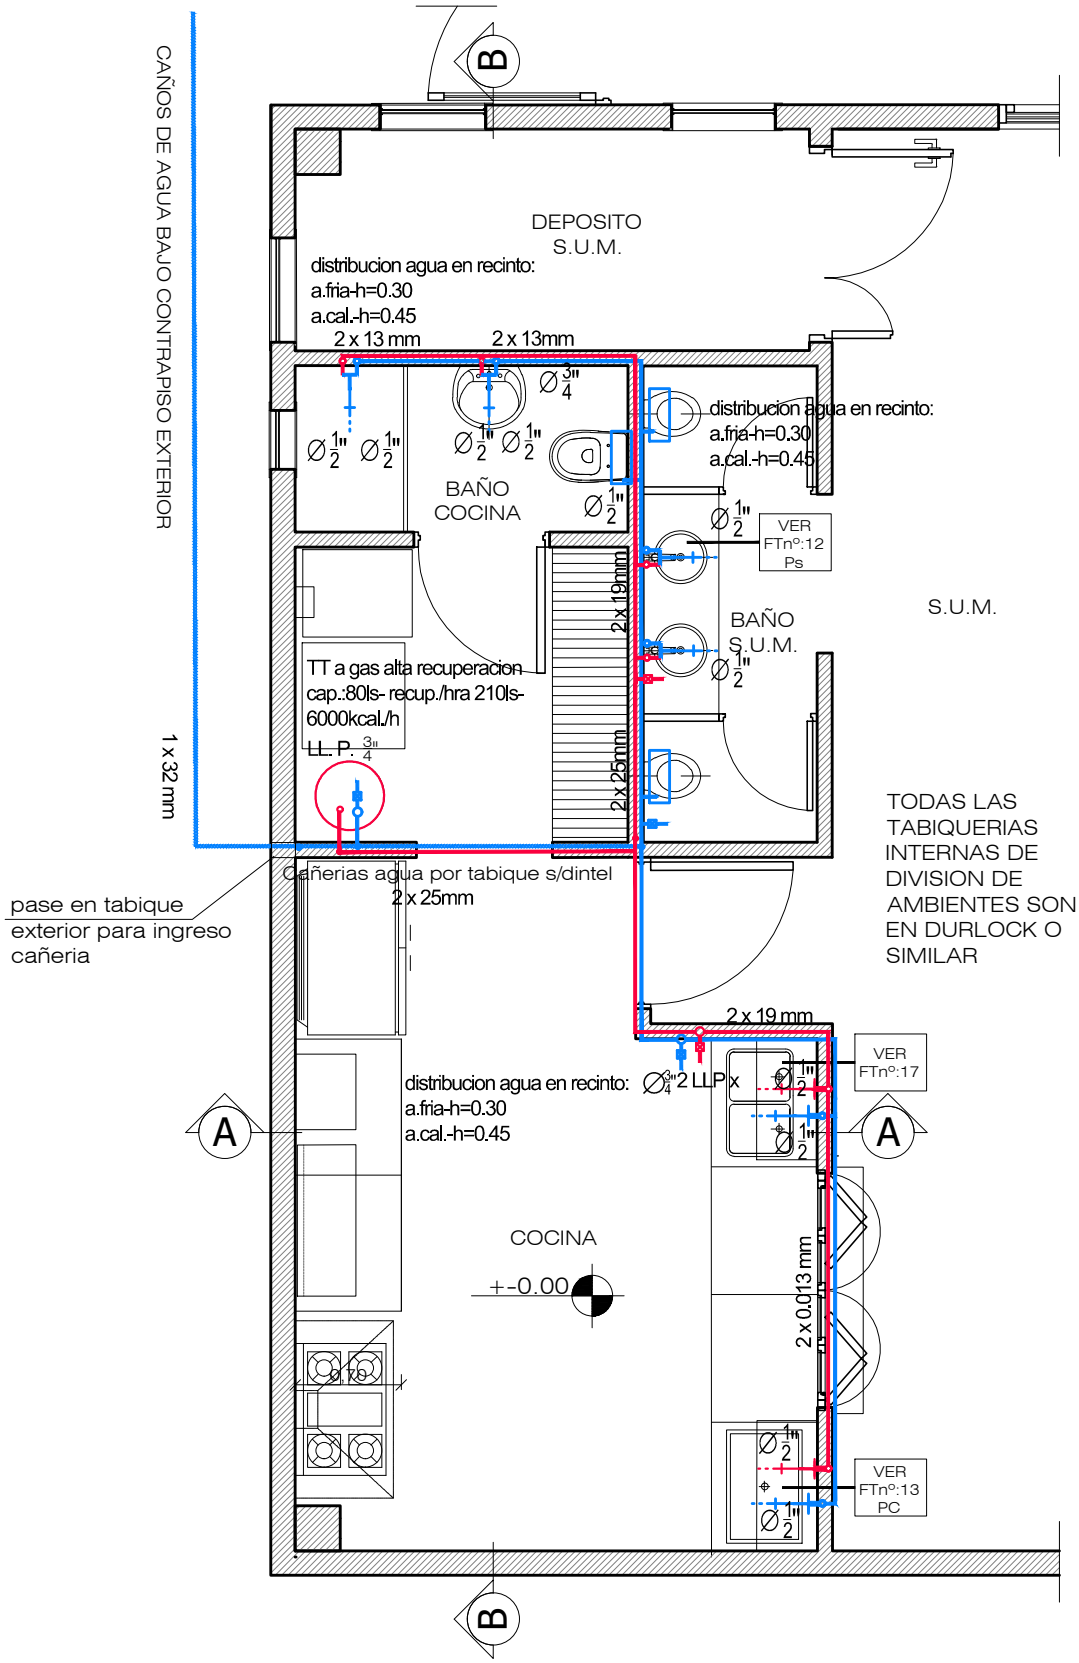 B
CAÑOS DE AGUA BAJO CONTRAPISO EXTERIOR
DEPOSITO
S.U.M.
distribucion agua en recinto:
a.fria-h=0.30
a.cal.-h=0.45
2 x 13 mm
2 x 13mm
Ø 3/4"
distribucion agua en recinto:
a.fria-h=0.30
a.cal.-h=0.45
Ø 1/2"
Ø 1/2"
Ø 1/2"
Ø 1/2"
BAÑO
COCINA
Ø 1/2"
Ø 1/2"
VER
FTnº:12
Ps
2 x 19mm
BAÑO
S.U.M.
S.U.M.
Ø 1/2"
TT a gas alta recuperacion
cap.:80ls- recup./hra 210ls-
6000kcal./h
LL. P. 3/4"
1 x 32 mm
2 x 25mm
TODAS LAS
TABIQUERIAS
INTERNAS DE
DIVISION DE
AMBIENTES SON
EN DURLOCK O
SIMILAR
Cañerias agua por tabique s/dintel
2 x 25mm
pase en tabique
exterior para ingreso
cañeria
2 x 19 mm
VER
FTnº:17
distribucion agua en recinto:
a.fria-h=0.30
a.cal.-h=0.45
Ø 3/4" 2 LLP x
Ø 1/2"
Ø 1/2"
A
A
COCINA
+-0.00
2 x 0.013 mm
0,70
Ø 1/2"
VER
FTnº:13
PC
Ø 1/2"
B